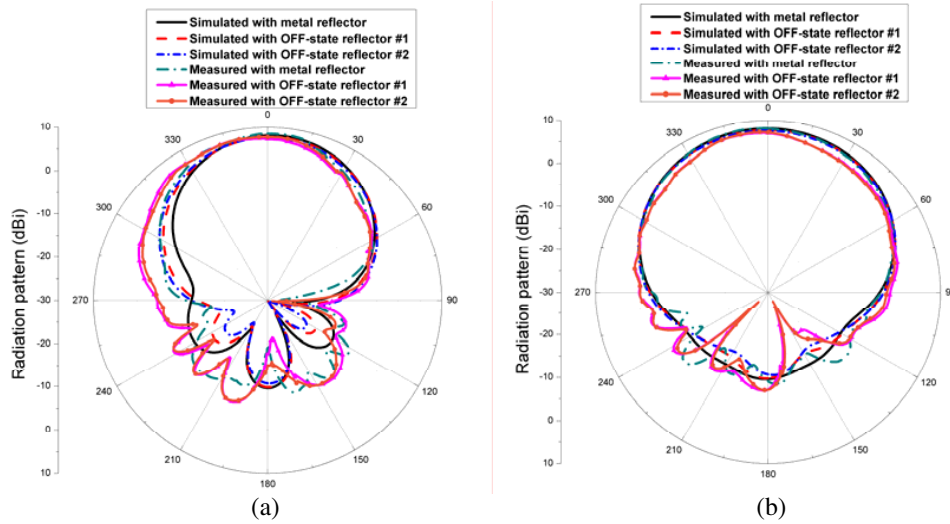 Simulated with metal reflector
Simulated with OFF-state reflector #1
Simulated with OFF-state reflector #2
Measured with metal reflector
Measured with OFF-state reflector #1
Measured with OFF-state reflector #2
0
30
60
90
120
150
180
210
240
270
300
330
10
0
-10
-20
-30
-20
-10
0
10
Radiation pattern (dBi)
(a)
Simulated with metal reflector
Simulated with OFF-state reflector #1
Simulated with OFF-state reflector #2
Measured with metal reflector
Measured with OFF-state reflector #1
Measured with OFF-state reflector #2
0
30
60
9
120
150
180
210
240
270
300
330
10
0
-10
-20
-30
-20
-10
0
10
Radiation pattern (dBi)
(b)